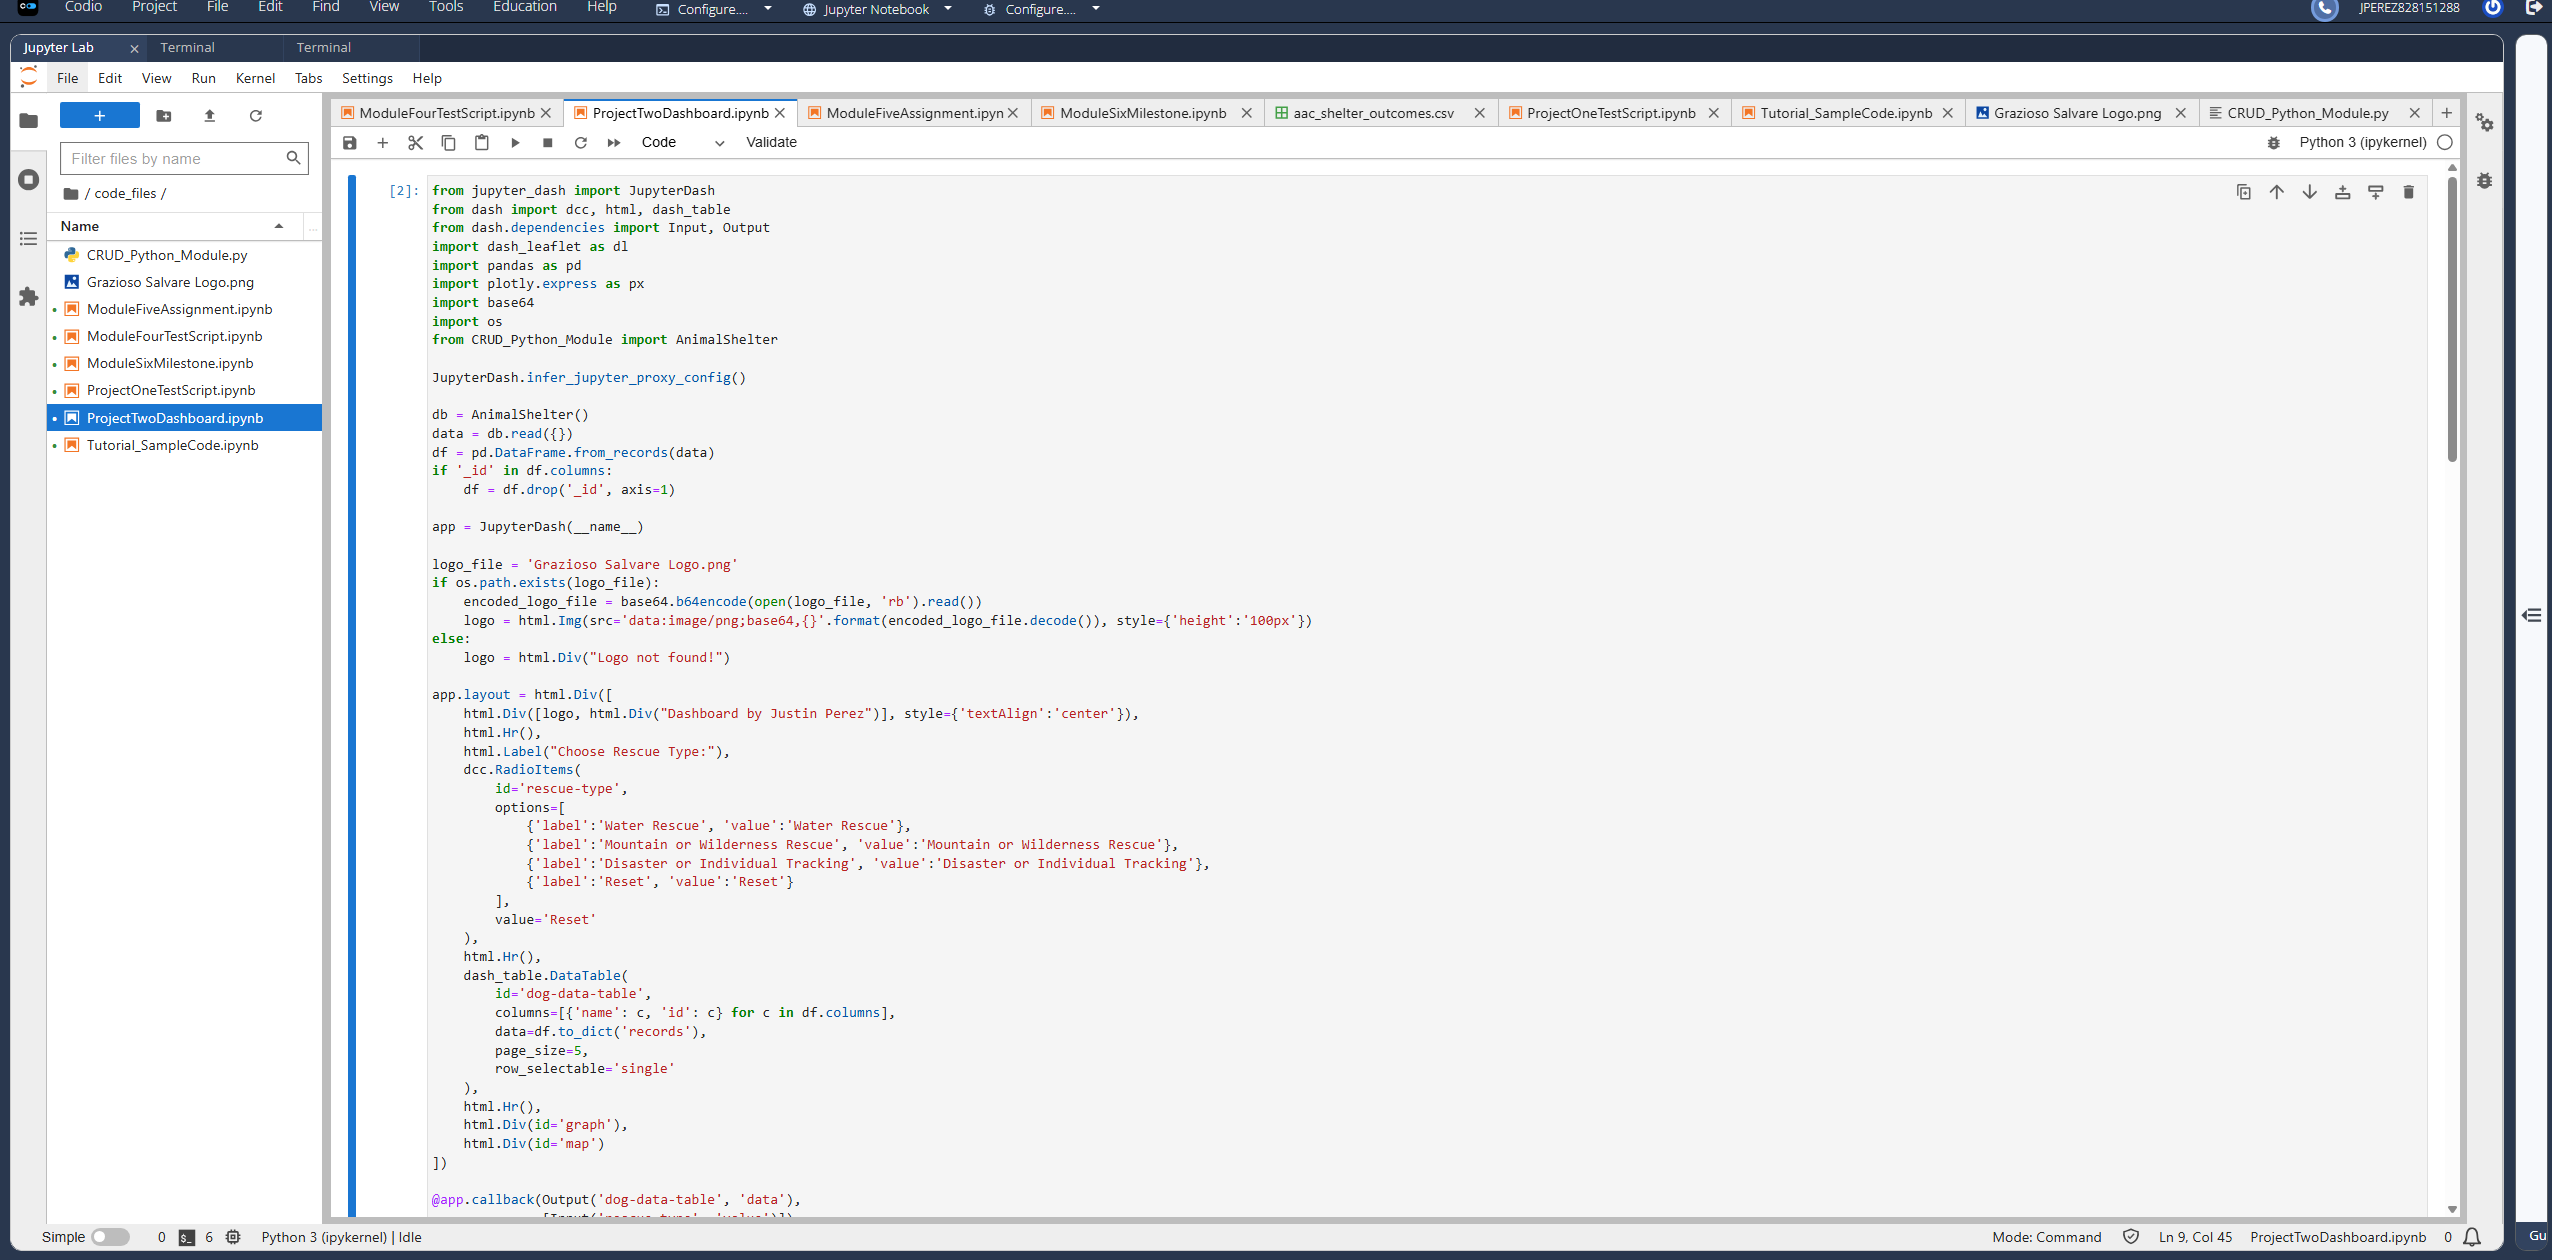 Codio Project File Edit Find View Tools Education Help Configure.... Jupyter Notebook Configure.... JPEREZ828151288
Jupyter Lab Terminal Terminal
File Edit View Run Kernel Tabs Settings Help
ModuleFourTestScript.ipynb ProjectTwoDashboard.ipynb ModuleFiveAssignment.ipyn ModuleSixMilestone.ipynb aac_shelter_outcomes.csv ProjectOneTestScript.ipynb Tutorial_SampleCode.ipynb Grazioso Salvare Logo.png CRUD_Python_Module.py
Code Validate Python 3 (ipykernel)
Filter files by name
/ code_files /
Name
CRUD_Python_Module.py
Grazioso Salvare Logo.png
ModuleFiveAssignment.ipynb
ModuleFourTestScript.ipynb
ModuleSixMilestone.ipynb
ProjectOneTestScript.ipynb
ProjectTwoDashboard.ipynb
Tutorial_SampleCode.ipynb
[2]:
from jupyter_dash import JupyterDash
from dash import dcc, html, dash_table
from dash.dependencies import Input, Output
import dash_leaflet as dl
import pandas as pd
import plotly.express as px
import base64
import os
from CRUD_Python_Module import AnimalShelter
JupyterDash.infer_jupyter_proxy_config()
db = AnimalShelter()
data = db.read({})
df = pd.DataFrame.from_records(data)
if '_id' in df.columns:
    df = df.drop('_id', axis=1)
app = JupyterDash(__name__)
logo_file = 'Grazioso Salvare Logo.png'
if os.path.exists(logo_file):
    encoded_logo_file = base64.b64encode(open(logo_file, 'rb').read())
    logo = html.Img(src='data:image/png;base64,{}'.format(encoded_logo_file.decode()), style={'height':'100px'})
else:
    logo = html.Div("Logo not found!")
app.layout = html.Div([
    html.Div([logo, html.Div("Dashboard by Justin Perez")], style={'textAlign':'center'}),
    html.Hr(),
    html.Label("Choose Rescue Type:"),
    dcc.RadioItems(
        id='rescue-type',
        options=[
            {'label':'Water Rescue', 'value':'Water Rescue'},
            {'label':'Mountain or Wilderness Rescue', 'value':'Mountain or Wilderness Rescue'},
            {'label':'Disaster or Individual Tracking', 'value':'Disaster or Individual Tracking'},
            {'label':'Reset', 'value':'Reset'}
        ],
        value='Reset'
    ),
    html.Hr(),
    dash_table.DataTable(
        id='dog-data-table',
        columns=[{'name': c, 'id': c} for c in df.columns],
        data=df.to_dict('records'),
        page_size=5,
        row_selectable='single'
    ),
    html.Hr(),
    html.Div(id='graph'),
    html.Div(id='map')
])
@app.callback(Output('dog-data-table', 'data'),
Simple 0 6 Python 3 (ipykernel) | Idle Mode: Command Ln 9, Col 45 ProjectTwoDashboard.ipynb 0 Gu